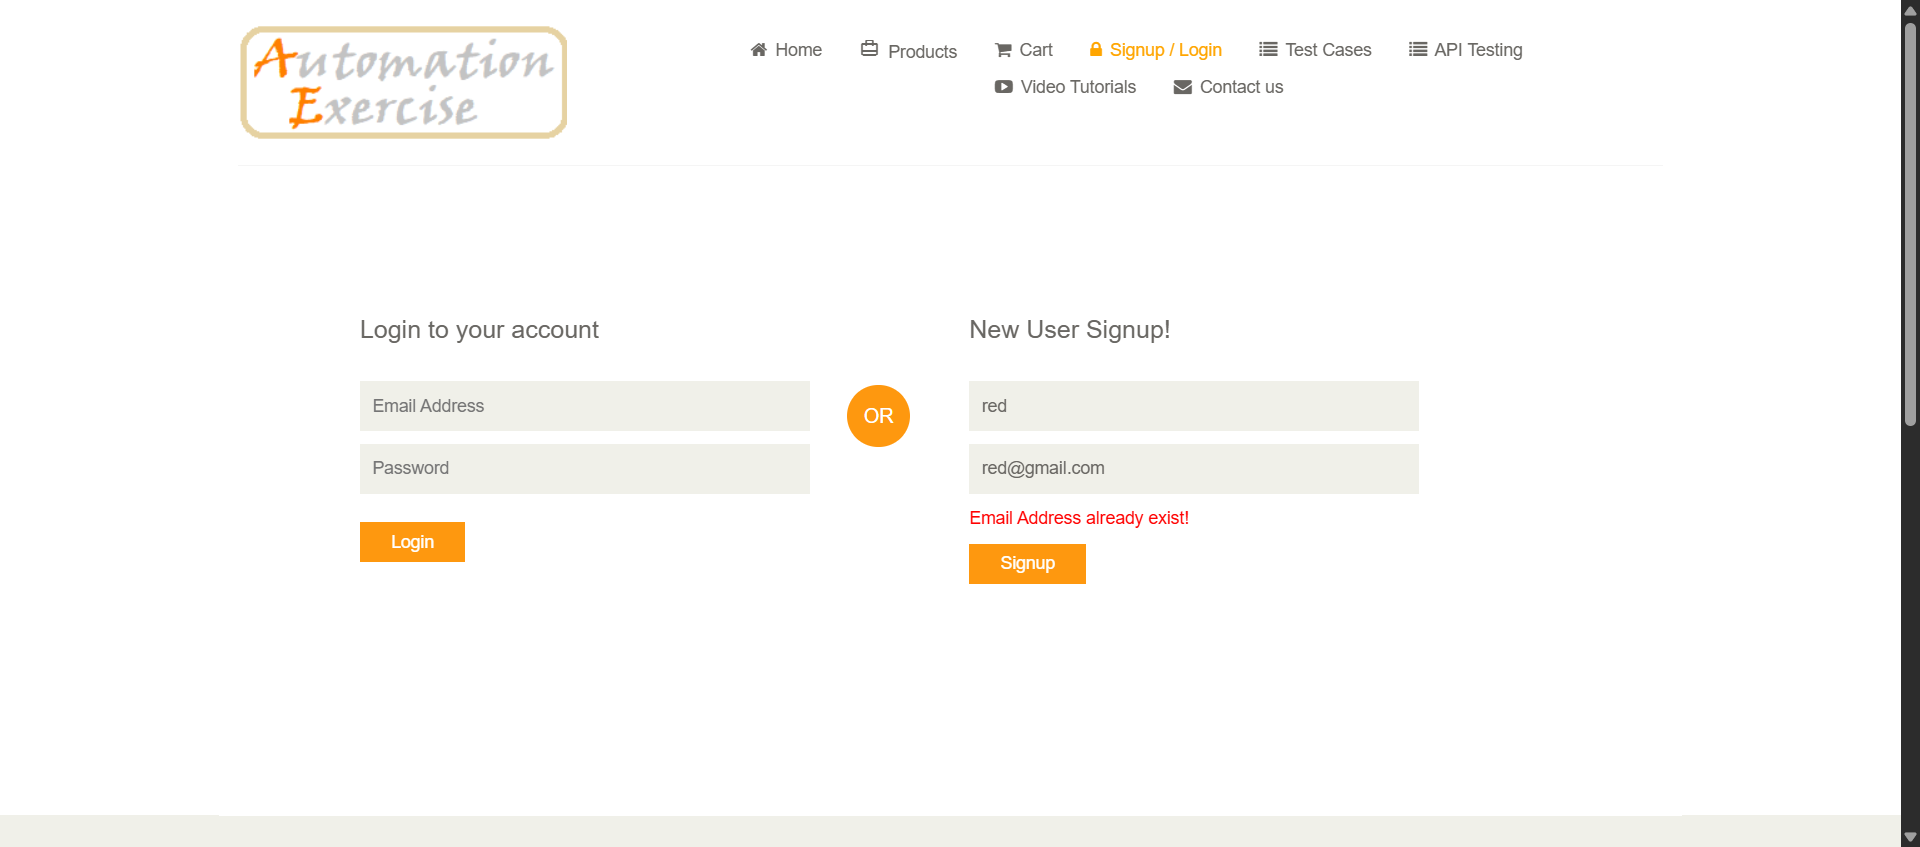 Automation
Exercise
Home Products Cart Signup / Login Test Cases API Testing
Video Tutorials Contact us
Login to your account
Email Address
Password
Login
OR
New User Signup!
red
red@gmail.com
Email Address already exist!
Signup